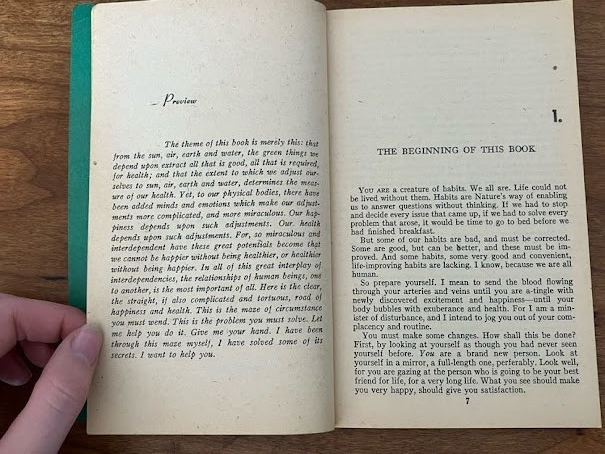 Preview
The theme of this book is merely this: that
from the sun, air, earth and water, the green things we
depend upon extract all that is good, all that is required,
for health; and that the extent to which we adjust our-
selves to sun, air, earth and water, determines the meas-
ure of our health. Yet, to our physical bodies, there have
been added minds and emotions which make our adjust-
ments more complicated, and more miraculous. Our hap-
piness depends upon such adjustments. Our health
depends upon such adjustments. For, so miraculous and
interdependent have these great potentials become that
we cannot be happier without being healthier, or healthier
without being happier. In all of this great interplay of
interdependencies, the relationships of human beings, one
to another, is the most important of all. Here is the clear,
the straight, if also complicated and tortuous, road of
happiness and health. This is the maze of circumstance
you must wend. This is the problem you must solve. Let
me help you do it. Give me your hand. I have been
through this maze myself, I have solved some of its
secrets. I want to help you.
1.
THE BEGINNING OF THIS BOOK
YOU ARE a creature of habits. We all are. Life could not
be lived without them. Habits are Nature's way of enabling
us to answer questions without thinking. If we had to stop
and decide every issue that came up, if we had to solve every
problem that arose, it would be time to go to bed before we
had finished breakfast.
But some of our habits are bad, and must be corrected.
Some are good, but can be better, and these must be im-
proved. And some habits, some very good and convenient,
life-improving habits are lacking. I know, because we are all
human.
So prepare yourself. I mean to send the blood flowing
through your arteries and veins until you are a-tingle with
newly discovered excitement and happiness—until your
body bubbles with exuberance and health. For I am a min-
ister of disturbance, and I intend to jog you out of your com-
placency and routine.
You must make some changes. How shall this be done?
First, by looking at yourself as though you had never seen
yourself before. You are a brand new person. Look at
yourself in a mirror, a full-length one, perferably. Look well,
for you are gazing at the person who is going to be your best
friend for life, for a very long life. What you see should make
you very happy, should give you satisfaction.
7